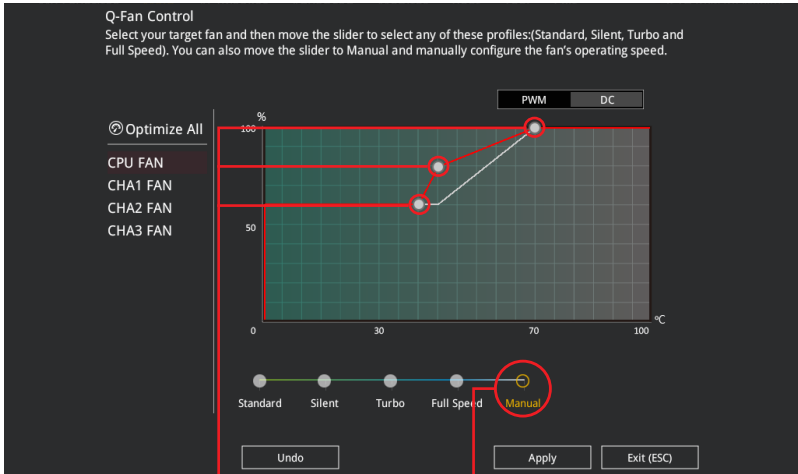 Q-Fan Control
Select your target fan and then move the slider to select any of these profiles:(Standard, Silent, Turbo and
Full Speed). You can also move the slider to Manual and manually configure the fan's operating speed.
PWM
DC
Optimize All
CPU FAN
CHA1 FAN
CHA2 FAN
CHA3 FAN
%
100
50
0
30
70
100
ºC
Standard
Silent
Turbo
Full Speed
Manual
Undo
Apply
Exit (ESC)